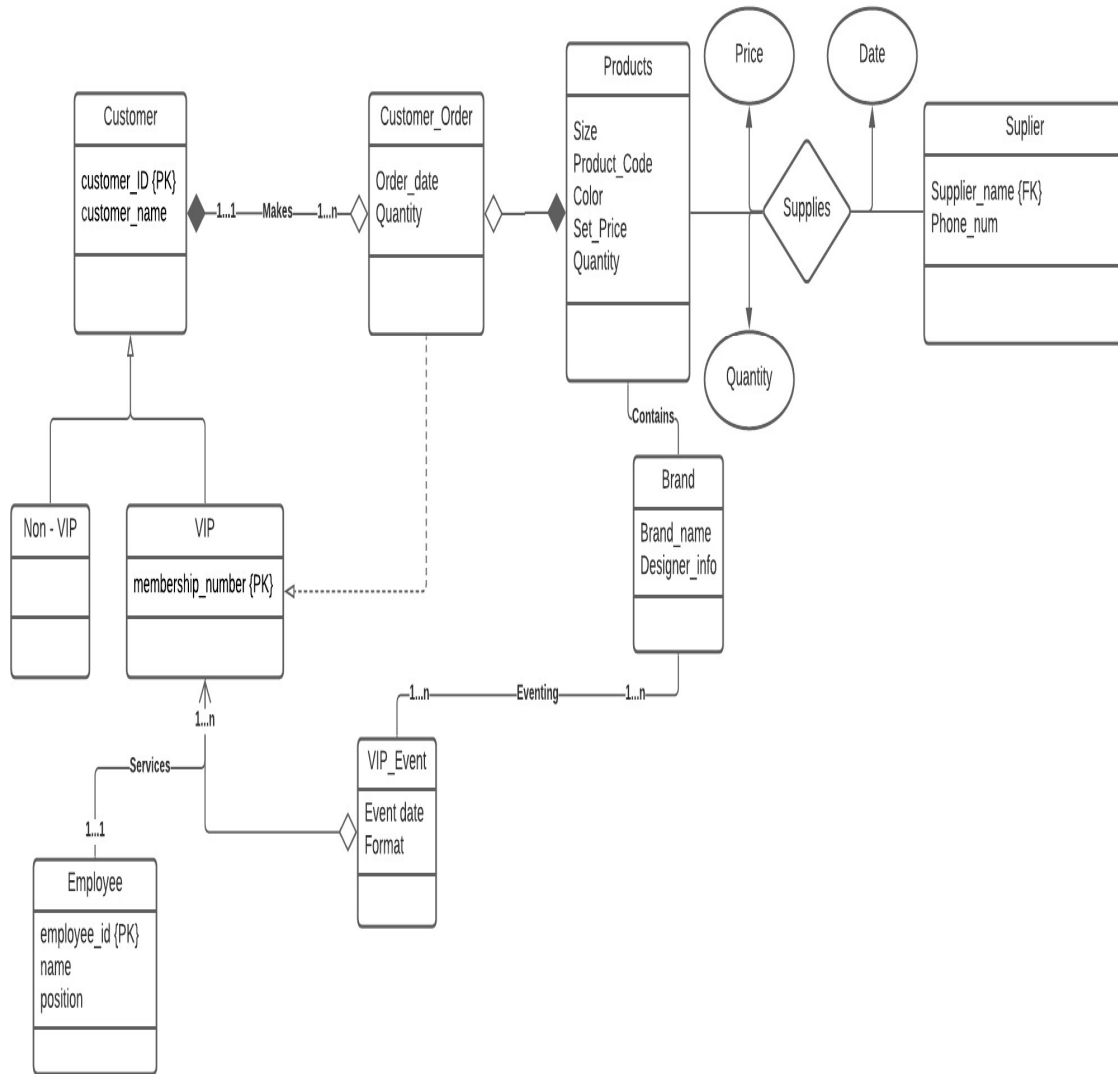 Customer
customer_ID {PK}
customer_name
1...1
Makes
1...n
Customer_Order
Order_date
Quantity
Products
Size
Product_Code
Color
Set_Price
Quantity
Price
Date
Supplies
Quantity
Suplier
Supplier_name {FK}
Phone_num
Contains
Brand
Brand_name
Designer_info
Non - VIP
VIP
membership_number {PK}
1...n
Eventing
1...n
1...n
Services
1...1
VIP_Event
Event date
Format
Employee
employee_id {PK}
name
position